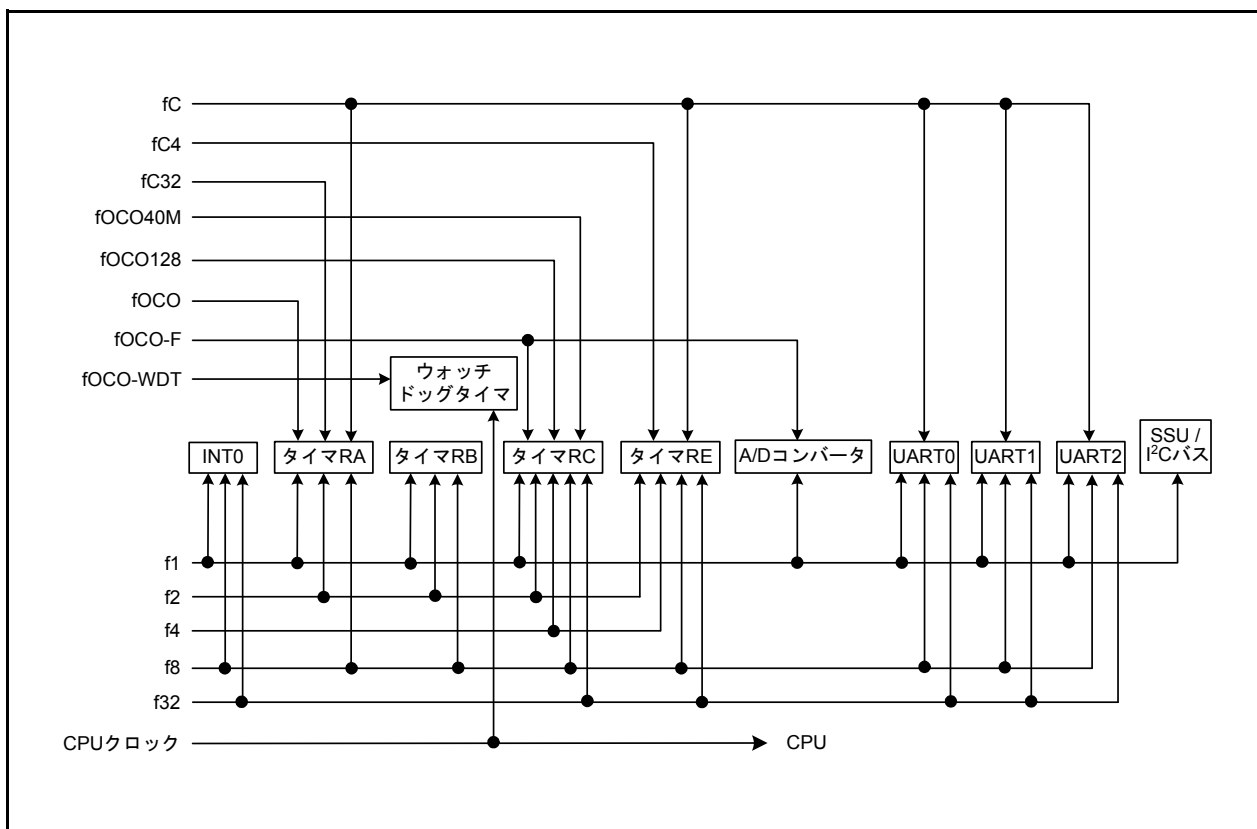 fC
fC4
fC32
fOCO40M
fOCO128
fOCO
fOCO-F
fOCO-WDT
ウォッチ
ドッグタイマ
INT0
タイマRA
タイマRB
タイマRC
タイマRE
A/Dコンバータ
UART0
UART1
UART2
SSU /
I²Cバス
f1
f2
f4
f8
f32
CPUクロック
CPU